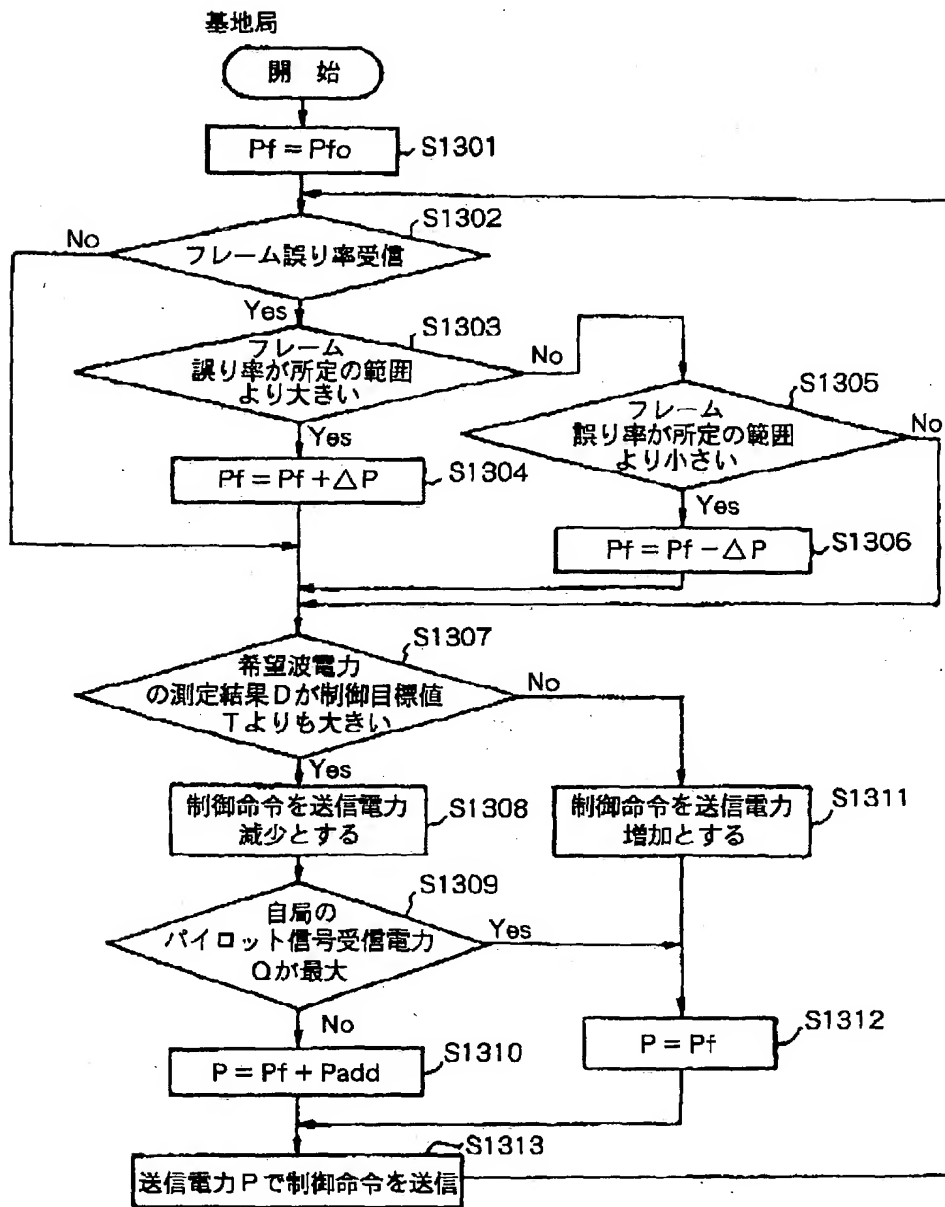 基地局
開 始
Pf = Pfo
S1301
S1302
フレーム誤り率受信
No
Yes
S1303
フレーム
誤り率が所定の範囲
より大きい
No
Yes
S1304
Pf = Pf + △P
S1305
フレーム
誤り率が所定の範囲
より小さい
No
Yes
S1306
Pf = Pf − △P
S1307
希望波電力
の測定結果Dが制御目標値
Tよりも大きい
No
Yes
制御命令を送信電力
減少とする
S1308
制御命令を送信電力
増加とする
S1311
S1309
自局の
パイロット信号受信電力
Qが最大
Yes
No
P = Pf + Padd
S1310
P = Pf
S1312
S1313
送信電力Pで制御命令を送信